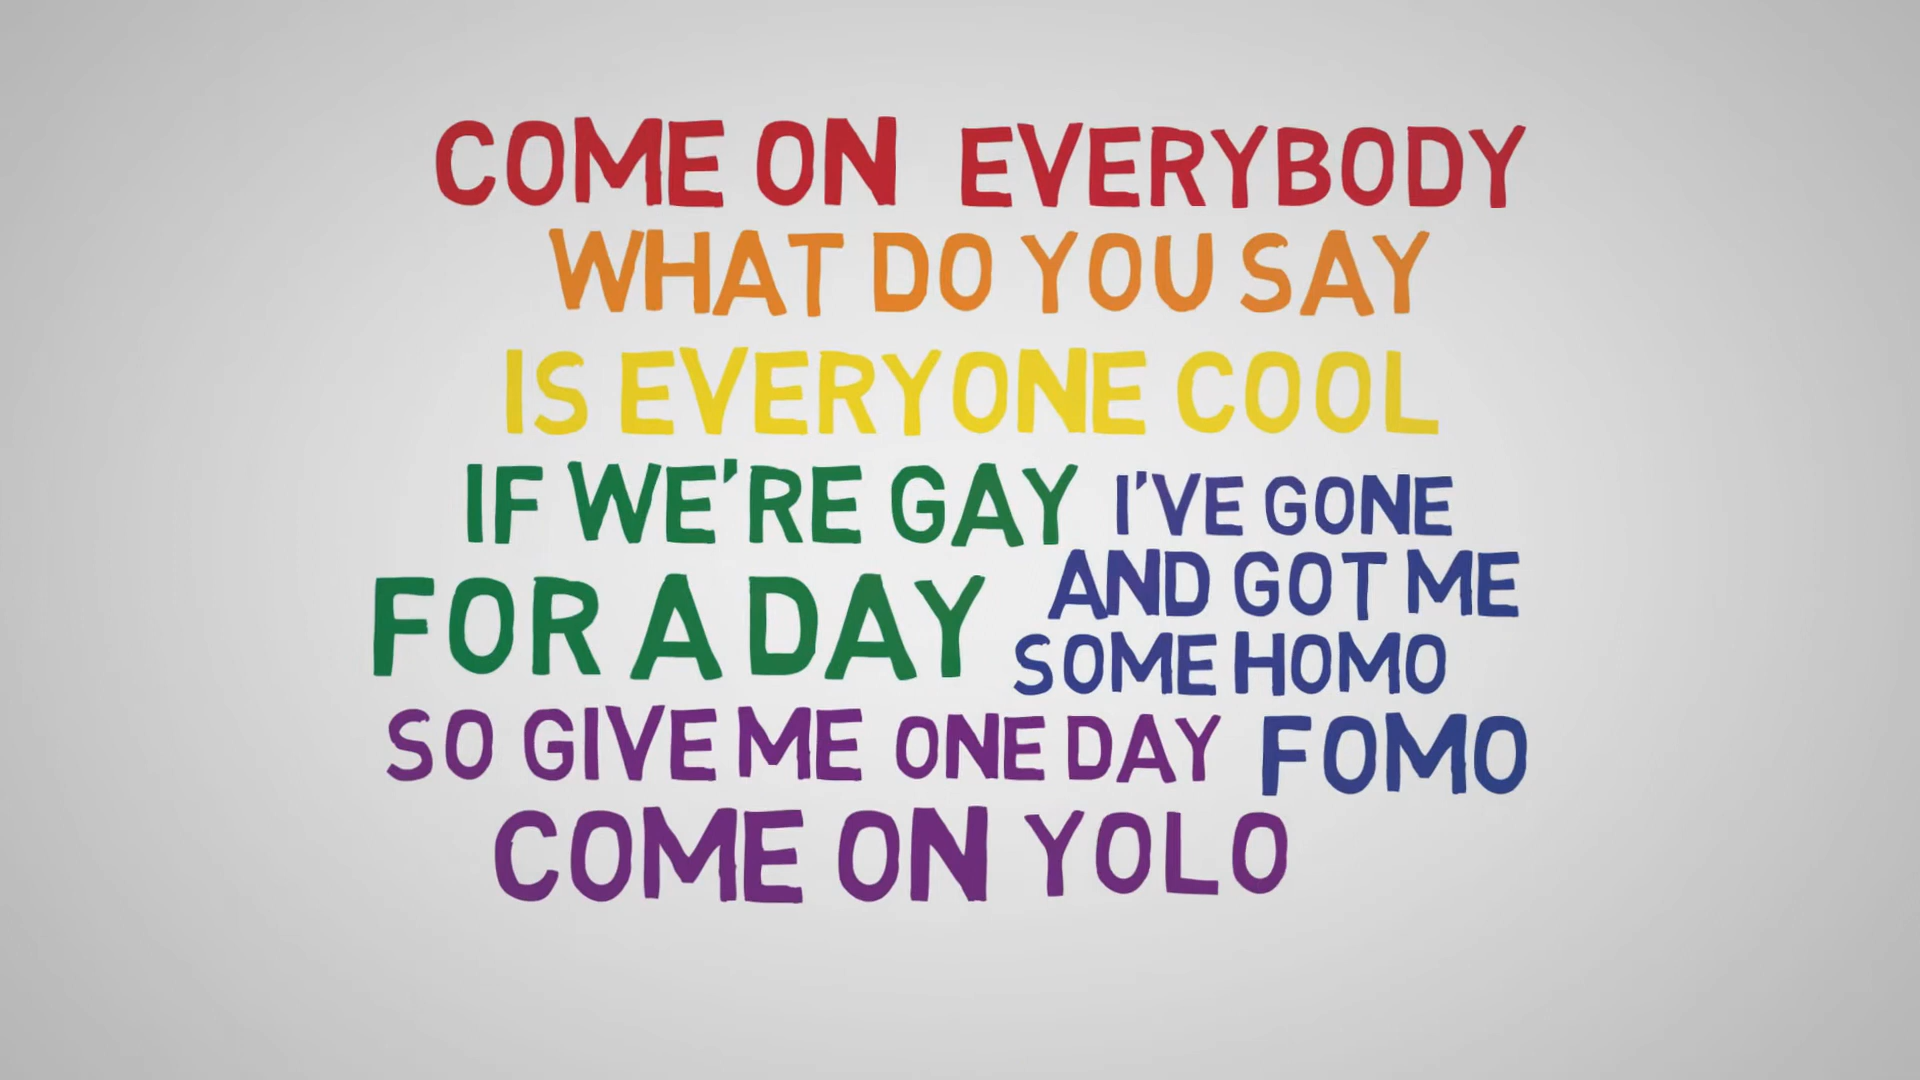 COME ON EVERYBODY
WHAT DO YOU SAY
IS EVERYONE COOL
IF WE'RE GAY
FOR A DAY
I'VE GONE
AND GOT ME
SOME HOMO
FOMO
SO GIVE ME ONE DAY
COME ON YOLO